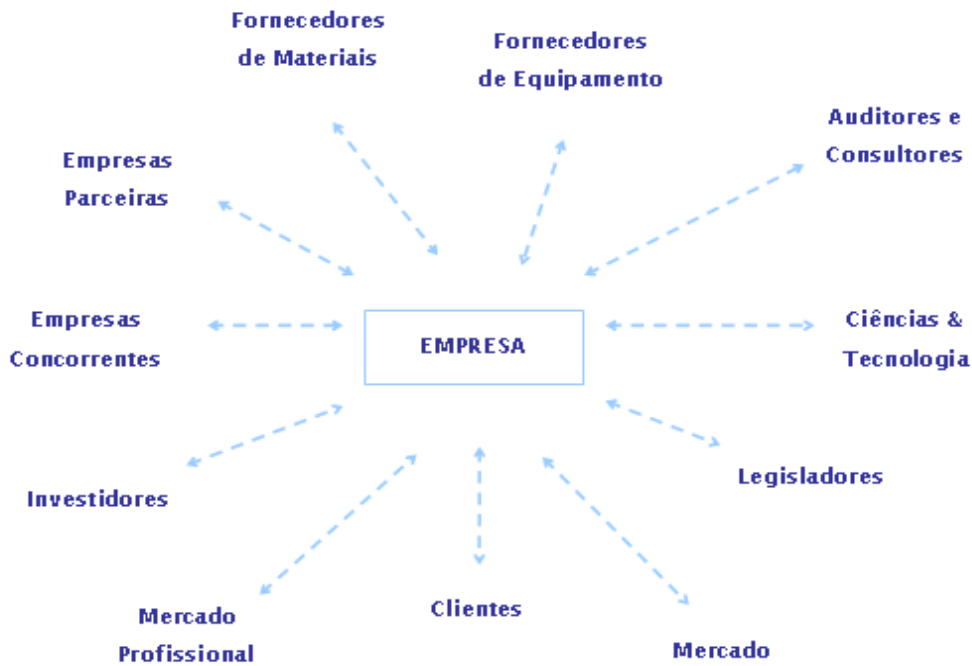 Fornecedores
de Materiais
Fornecedores
de Equipamento
Auditores e
Consultores
Empresas
Parceiras
Empresas
Concorrentes
EMPRESA
Ciências &
Tecnologia
Investidores
Legisladores
Mercado
Profissional
Clientes
Mercado